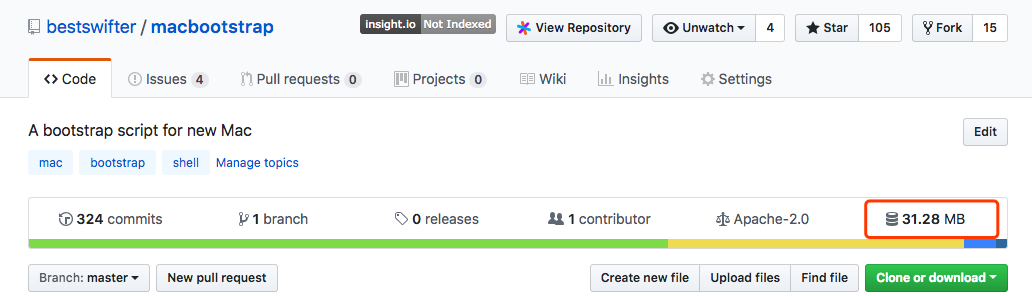 bestswifter / macbootstrap
insight.io Not Indexed
View Repository
Unwatch 4
Star 105
Fork 15
Code
Issues 4
Pull requests 0
Projects 0
Wiki
Insights
Settings
A bootstrap script for new Mac
Edit
mac bootstrap shell Manage topics
324 commits
1 branch
0 releases
1 contributor
Apache-2.0
31.28 MB
Branch: master
New pull request
Create new file
Upload files
Find file
Clone or download